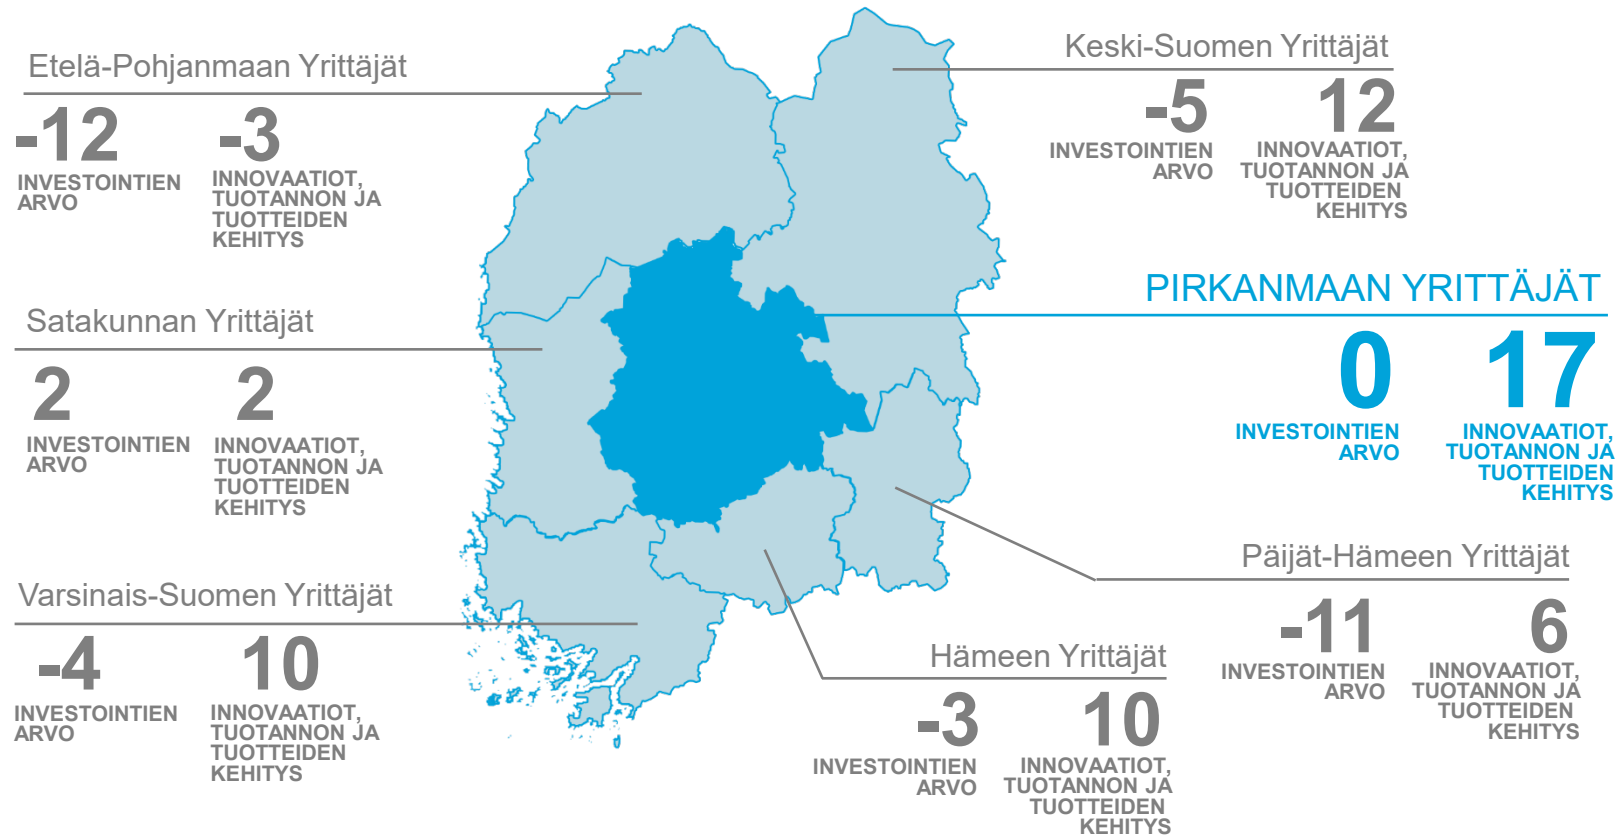 Etelä-Pohjanmaan Yrittäjät
-12
INVESTOINTIEN
ARVO
-3
INNOVAATIOT,
TUOTANNON JA
TUOTTEIDEN
KEHITYS
Keski-Suomen Yrittäjät
-5
INVESTOINTIEN
ARVO
12
INNOVAATIOT,
TUOTANNON JA
TUOTTEIDEN
KEHITYS
PIRKANMAAN YRITTÄJÄT
0
INVESTOINTIEN
ARVO
17
INNOVAATIOT,
TUOTANNON JA
TUOTTEIDEN
KEHITYS
Satakunnan Yrittäjät
2
INVESTOINTIEN
ARVO
2
INNOVAATIOT,
TUOTANNON JA
TUOTTEIDEN
KEHITYS
Päijät-Hämeen Yrittäjät
-11
INVESTOINTIEN
ARVO
6
INNOVAATIOT,
TUOTANNON JA
TUOTTEIDEN
KEHITYS
Varsinais-Suomen Yrittäjät
-4
INVESTOINTIEN
ARVO
10
INNOVAATIOT,
TUOTANNON JA
TUOTTEIDEN
KEHITYS
Hämeen Yrittäjät
-3
INVESTOINTIEN
ARVO
10
INNOVAATIOT,
TUOTANNON JA
TUOTTEIDEN
KEHITYS